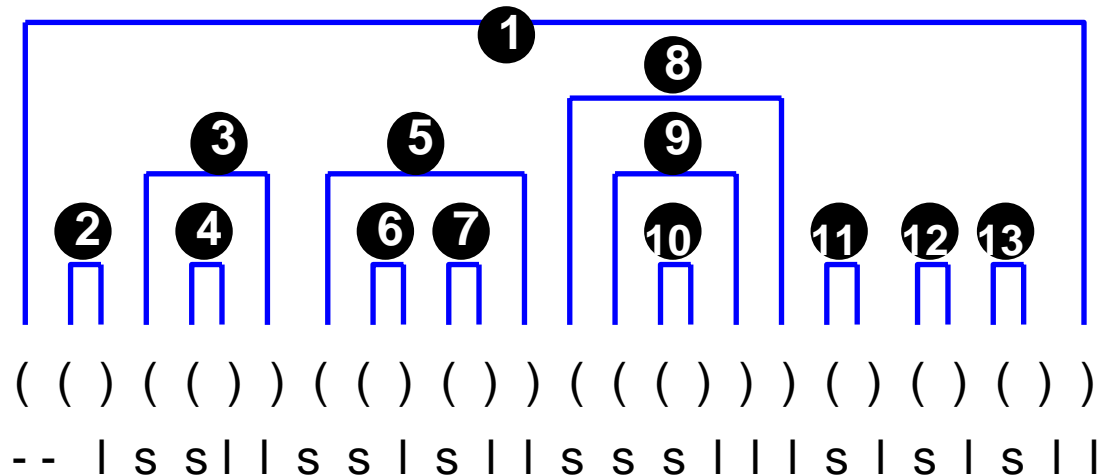 1
8
3 5 9
2 4 6 7 10 11 12 13
( ( ) ( ( ) ) ( ( ) ( ) ) ( ( ( ) ) ) ( ) ( ) ( ) )
- - l s s l l s s l s l l s s s l l l s l s l s l l